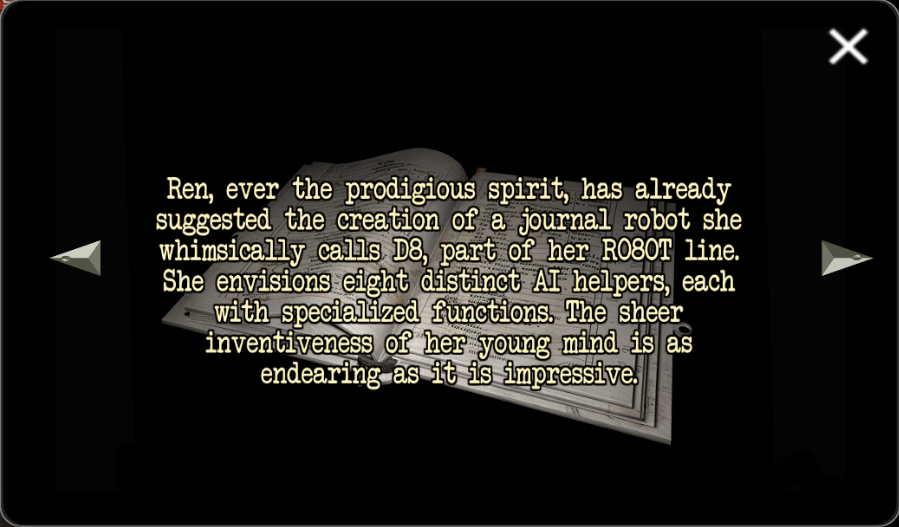 Ren, ever the prodigious spirit, has already
suggested the creation of a journal robot she
whimsically calls D8, part of her RO8OT line.
She envisions eight distinct AI helpers, each
with specialized functions. The sheer
inventiveness of her young mind is as
endearing as it is impressive.